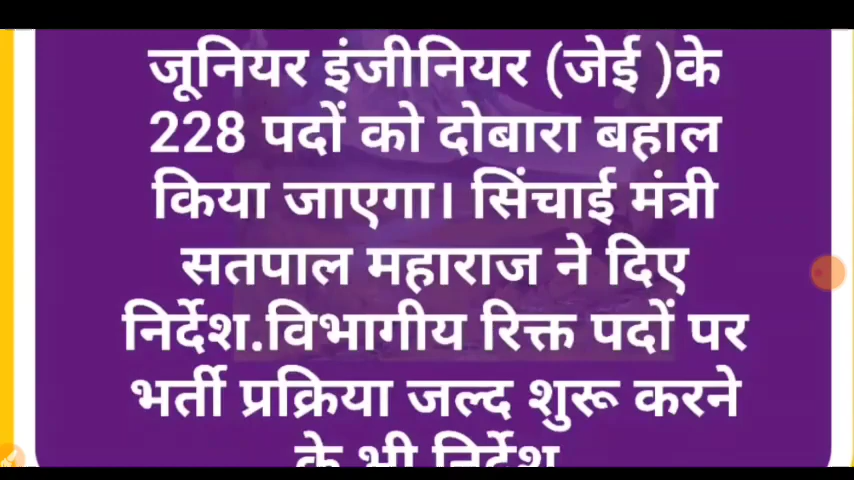 जूनियर इंजीनियर (जेई )के
228 पदों को दोबारा बहाल
किया जाएगा। सिंचाई मंत्री
सतपाल महाराज ने दिए
निर्देश.विभागीय रिक्त पदों पर
भर्ती प्रक्रिया जल्द शुरू करने
के भी निर्देश